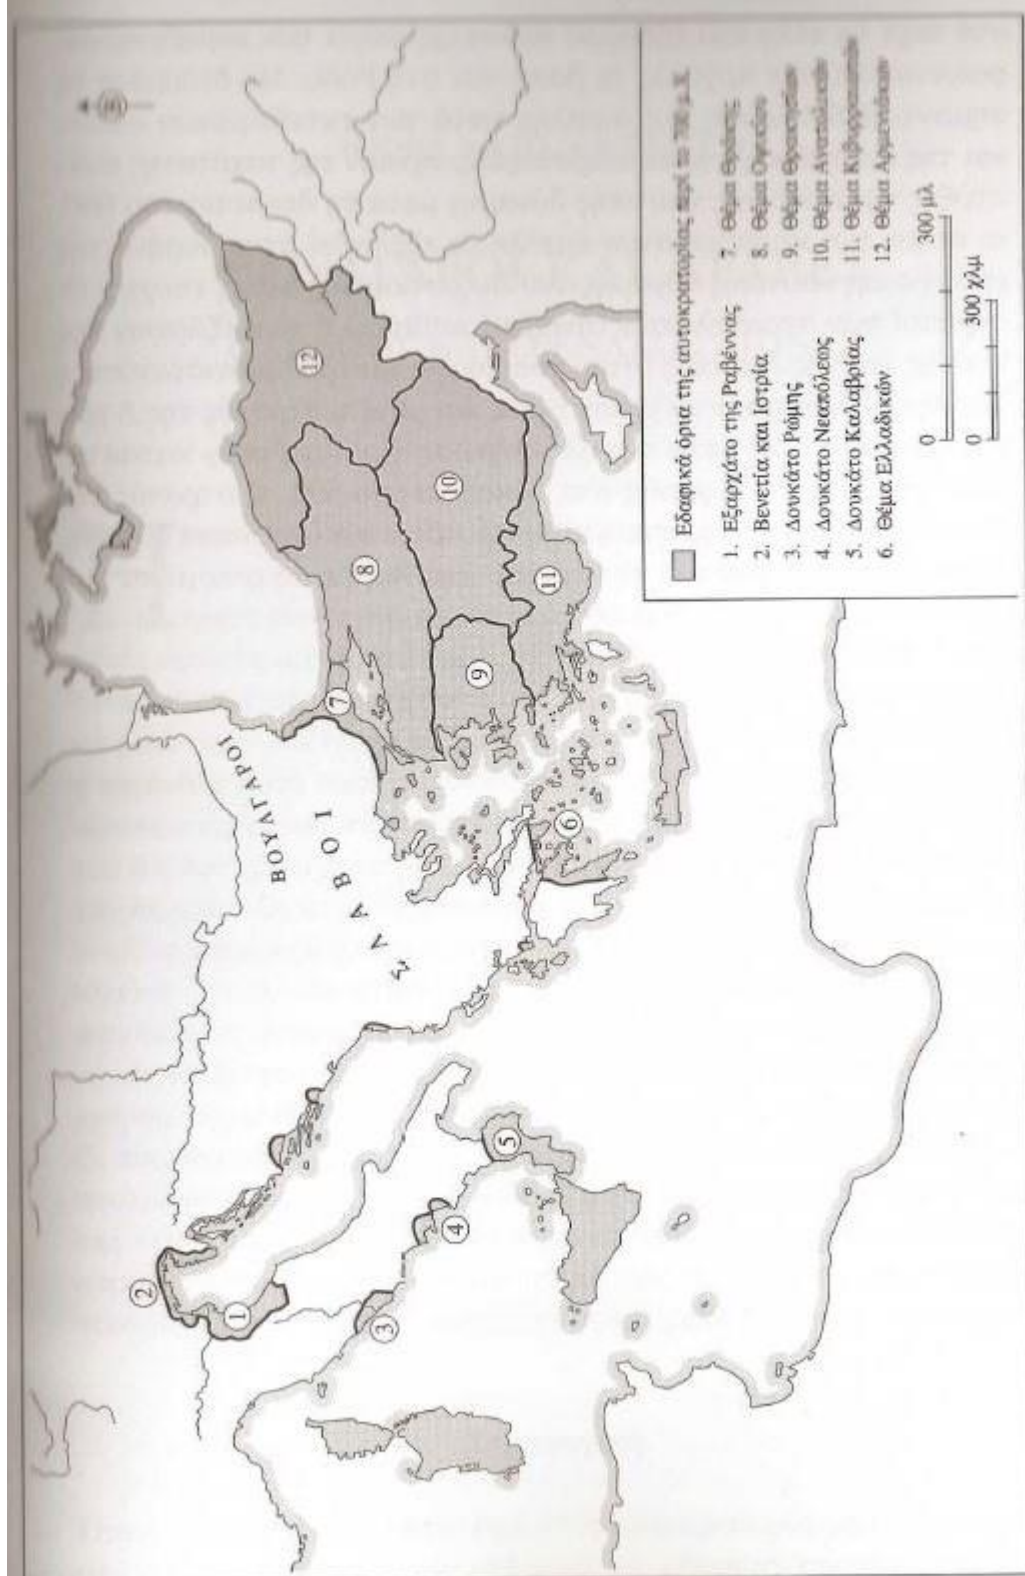 ΒΟΥΛΓΑΡΟΙ
ΣΛΑΒΟΙ
1
2
3
4
5
6
7
8
9
10
11
12
Εδαφικά όρια της αυτοκρατορίας περί το 700 μ.Χ.
1. Εξαρχάτο της Ραβέννας
2. Βενετία και Ιστρία
3. Δουκάτο Ρώμης
4. Δουκάτο Νεαπόλεως
5. Δουκάτο Καλαβρίας
6. Θέμα Ελλαδικών
7. Θέμα Θράκης
8. Θέμα Οψικίου
9. Θέμα Θρακησίων
10. Θέμα Ανατολικών
11. Θέμα Κιβυρραιωτών
12. Θέμα Αρμενιάκων
0 300 μλ
0 300 χλμ